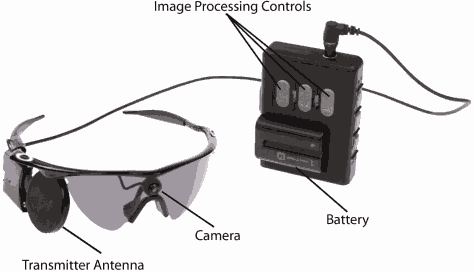 Image Processing Controls
Battery
Camera
Transmitter Antenna